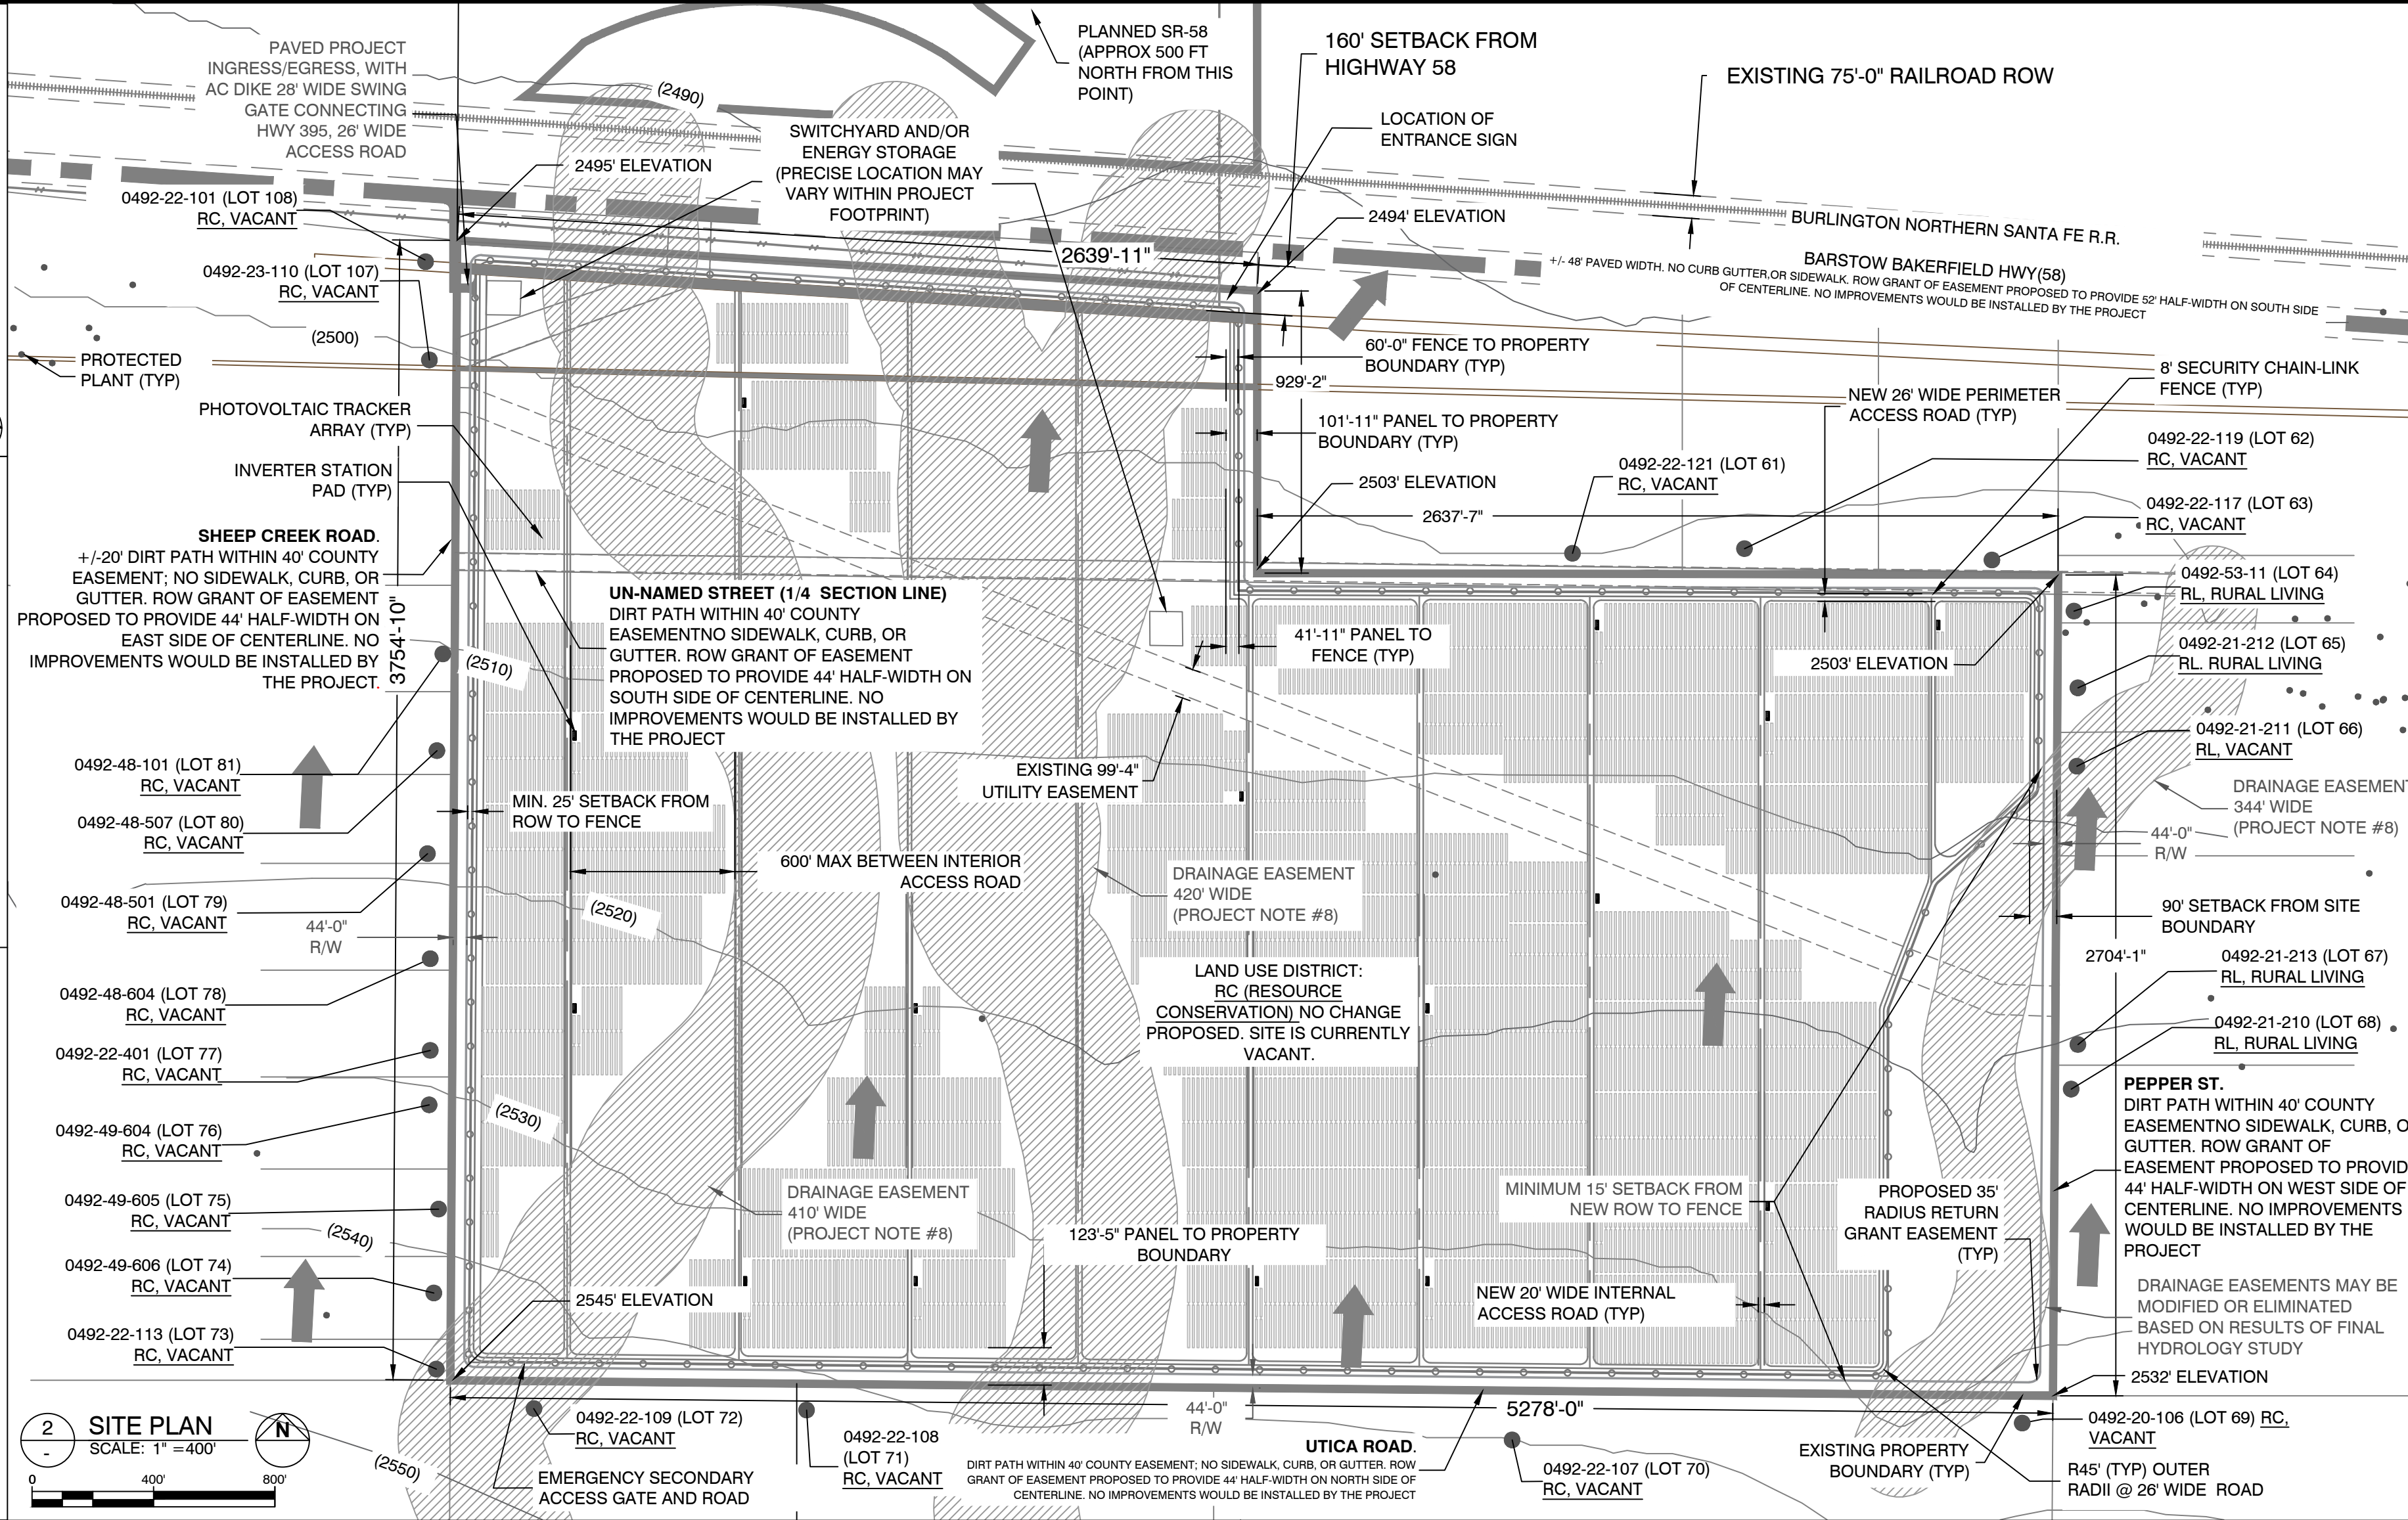 PAVED PROJECT
INGRESS/EGRESS, WITH
AC DIKE 28' WIDE SWING
GATE CONNECTING
HWY 395, 26' WIDE
ACCESS ROAD
(2490)
PLANNED SR-58
(APPROX 500 FT
NORTH FROM THIS
POINT)
160' SETBACK FROM
HIGHWAY 58
EXISTING 75'-0" RAILROAD ROW
SWITCHYARD AND/OR
ENERGY STORAGE
(PRECISE LOCATION MAY
VARY WITHIN PROJECT
FOOTPRINT)
LOCATION OF
ENTRANCE SIGN
2495' ELEVATION
0492-22-101 (LOT 108)
RC, VACANT
2494' ELEVATION
BURLINGTON NORTHERN SANTA FE R.R.
2639'-11"
BARSTOW BAKERFIELD HWY(58)
+/- 48' PAVED WIDTH. NO CURB GUTTER,OR SIDEWALK. ROW GRANT OF EASEMENT PROPOSED TO PROVIDE 52' HALF-WIDTH ON SOUTH SIDE
OF CENTERLINE. NO IMPROVEMENTS WOULD BE INSTALLED BY THE PROJECT
0492-23-110 (LOT 107)
RC, VACANT
(2500)
PROTECTED
PLANT (TYP)
60'-0" FENCE TO PROPERTY
BOUNDARY (TYP)
929'-2"
8' SECURITY CHAIN-LINK
FENCE (TYP)
NEW 26' WIDE PERIMETER
ACCESS ROAD (TYP)
PHOTOVOLTAIC TRACKER
ARRAY (TYP)
101'-11" PANEL TO PROPERTY
BOUNDARY (TYP)
0492-22-119 (LOT 62)
RC, VACANT
INVERTER STATION
PAD (TYP)
2503' ELEVATION
0492-22-121 (LOT 61)
RC, VACANT
0492-22-117 (LOT 63)
RC, VACANT
2637'-7"
SHEEP CREEK ROAD.
+/-20' DIRT PATH WITHIN 40' COUNTY
EASEMENT; NO SIDEWALK, CURB, OR
GUTTER. ROW GRANT OF EASEMENT
PROPOSED TO PROVIDE 44' HALF-WIDTH ON
EAST SIDE OF CENTERLINE. NO
IMPROVEMENTS WOULD BE INSTALLED BY
THE PROJECT.
3754'-10"
UN-NAMED STREET (1/4 SECTION LINE)
DIRT PATH WITHIN 40' COUNTY
EASEMENTNO SIDEWALK, CURB, OR
GUTTER. ROW GRANT OF EASEMENT
PROPOSED TO PROVIDE 44' HALF-WIDTH ON
SOUTH SIDE OF CENTERLINE. NO
IMPROVEMENTS WOULD BE INSTALLED BY
THE PROJECT
0492-53-11 (LOT 64)
RL, RURAL LIVING
41'-11" PANEL TO
FENCE (TYP)
2503' ELEVATION
0492-21-212 (LOT 65)
RL. RURAL LIVING
(2510)
0492-21-211 (LOT 66)
RL, VACANT
0492-48-101 (LOT 81)
RC, VACANT
EXISTING 99'-4"
UTILITY EASEMENT
DRAINAGE EASEMENT
344' WIDE
(PROJECT NOTE #8)
MIN. 25' SETBACK FROM
ROW TO FENCE
0492-48-507 (LOT 80)
RC, VACANT
44'-0"
R/W
600' MAX BETWEEN INTERIOR
ACCESS ROAD
DRAINAGE EASEMENT
420' WIDE
(PROJECT NOTE #8)
0492-48-501 (LOT 79)
RC, VACANT
(2520)
44'-0"
R/W
90' SETBACK FROM SITE
BOUNDARY
2704'-1"
0492-21-213 (LOT 67)
RL, RURAL LIVING
LAND USE DISTRICT:
RC (RESOURCE
CONSERVATION) NO CHANGE
PROPOSED. SITE IS CURRENTLY
VACANT.
0492-48-604 (LOT 78)
RC, VACANT
0492-21-210 (LOT 68)
RL, RURAL LIVING
0492-22-401 (LOT 77)
RC, VACANT
(2530)
0492-49-604 (LOT 76)
RC, VACANT
PEPPER ST.
DIRT PATH WITHIN 40' COUNTY
EASEMENTNO SIDEWALK, CURB, O
GUTTER. ROW GRANT OF
EASEMENT PROPOSED TO PROVID
44' HALF-WIDTH ON WEST SIDE OF
CENTERLINE. NO IMPROVEMENTS
WOULD BE INSTALLED BY THE
PROJECT
0492-49-605 (LOT 75)
RC, VACANT
DRAINAGE EASEMENT
410' WIDE
(PROJECT NOTE #8)
MINIMUM 15' SETBACK FROM
NEW ROW TO FENCE
PROPOSED 35'
RADIUS RETURN
GRANT EASEMENT
(TYP)
(2540)
123'-5" PANEL TO PROPERTY
BOUNDARY
0492-49-606 (LOT 74)
RC, VACANT
2545' ELEVATION
NEW 20' WIDE INTERNAL
ACCESS ROAD (TYP)
DRAINAGE EASEMENTS MAY BE
MODIFIED OR ELIMINATED
BASED ON RESULTS OF FINAL
HYDROLOGY STUDY
0492-22-113 (LOT 73)
RC, VACANT
2532' ELEVATION
2
-
SITE PLAN
SCALE: 1" =400'
N
0
400'
800'
(2550)
0492-22-109 (LOT 72)
RC, VACANT
EMERGENCY SECONDARY
ACCESS GATE AND ROAD
0492-22-108
(LOT 71)
RC, VACANT
44'-0"
R/W
5278'-0"
UTICA ROAD.
DIRT PATH WITHIN 40' COUNTY EASEMENT; NO SIDEWALK, CURB, OR GUTTER. ROW
GRANT OF EASEMENT PROPOSED TO PROVIDE 44' HALF-WIDTH ON NORTH SIDE OF
CENTERLINE. NO IMPROVEMENTS WOULD BE INSTALLED BY THE PROJECT
0492-22-107 (LOT 70)
RC, VACANT
EXISTING PROPERTY
BOUNDARY (TYP)
0492-20-106 (LOT 69) RC,
VACANT
R45' (TYP) OUTER
RADII @ 26' WIDE ROAD